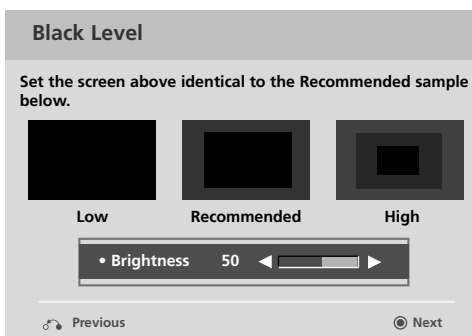 Black Level
Set the screen above identical to the Recommended sample
below.
Low Recommended High
• Brightness 50 ◀ ▶
Previous ◉ Next